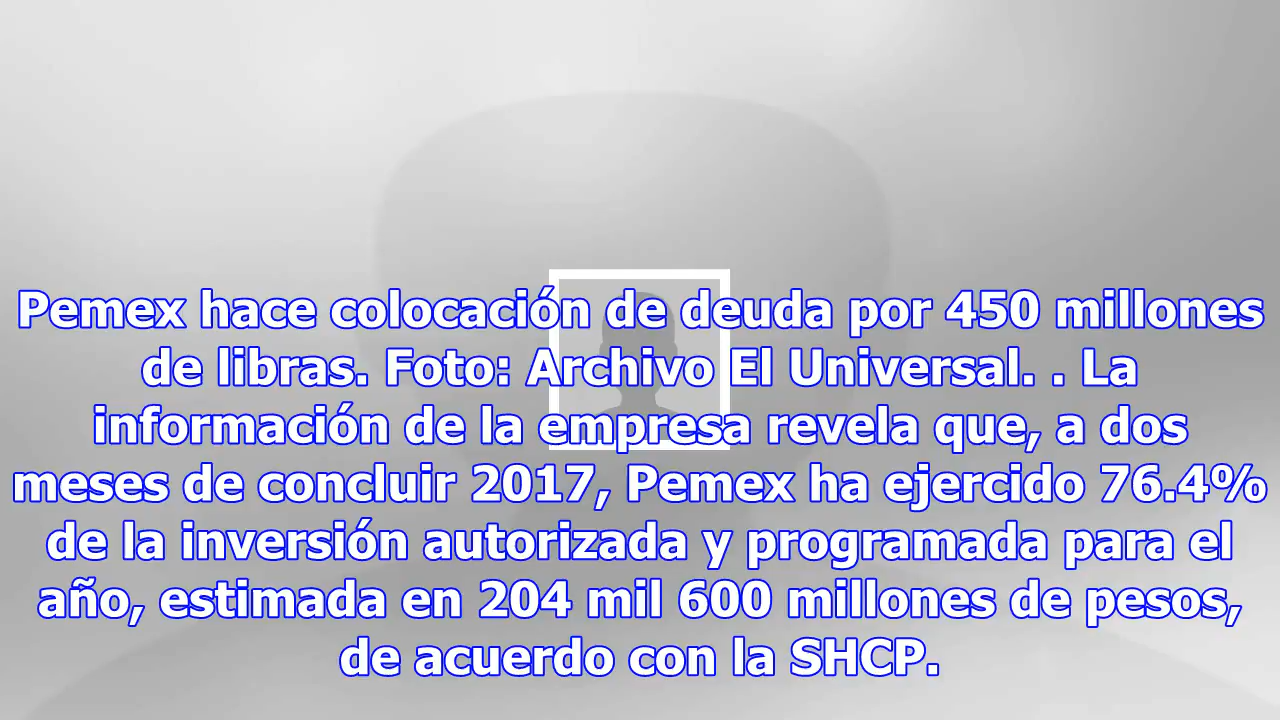 Pemex hace colocación de deuda por 450 millones
de libras. Foto: Archivo El Universal. . La
información de la empresa revela que, a dos
meses de concluir 2017, Pemex ha ejercido 76.4%
de la inversión autorizada y programada para el
año, estimada en 204 mil 600 millones de pesos,
de acuerdo con la SHCP.